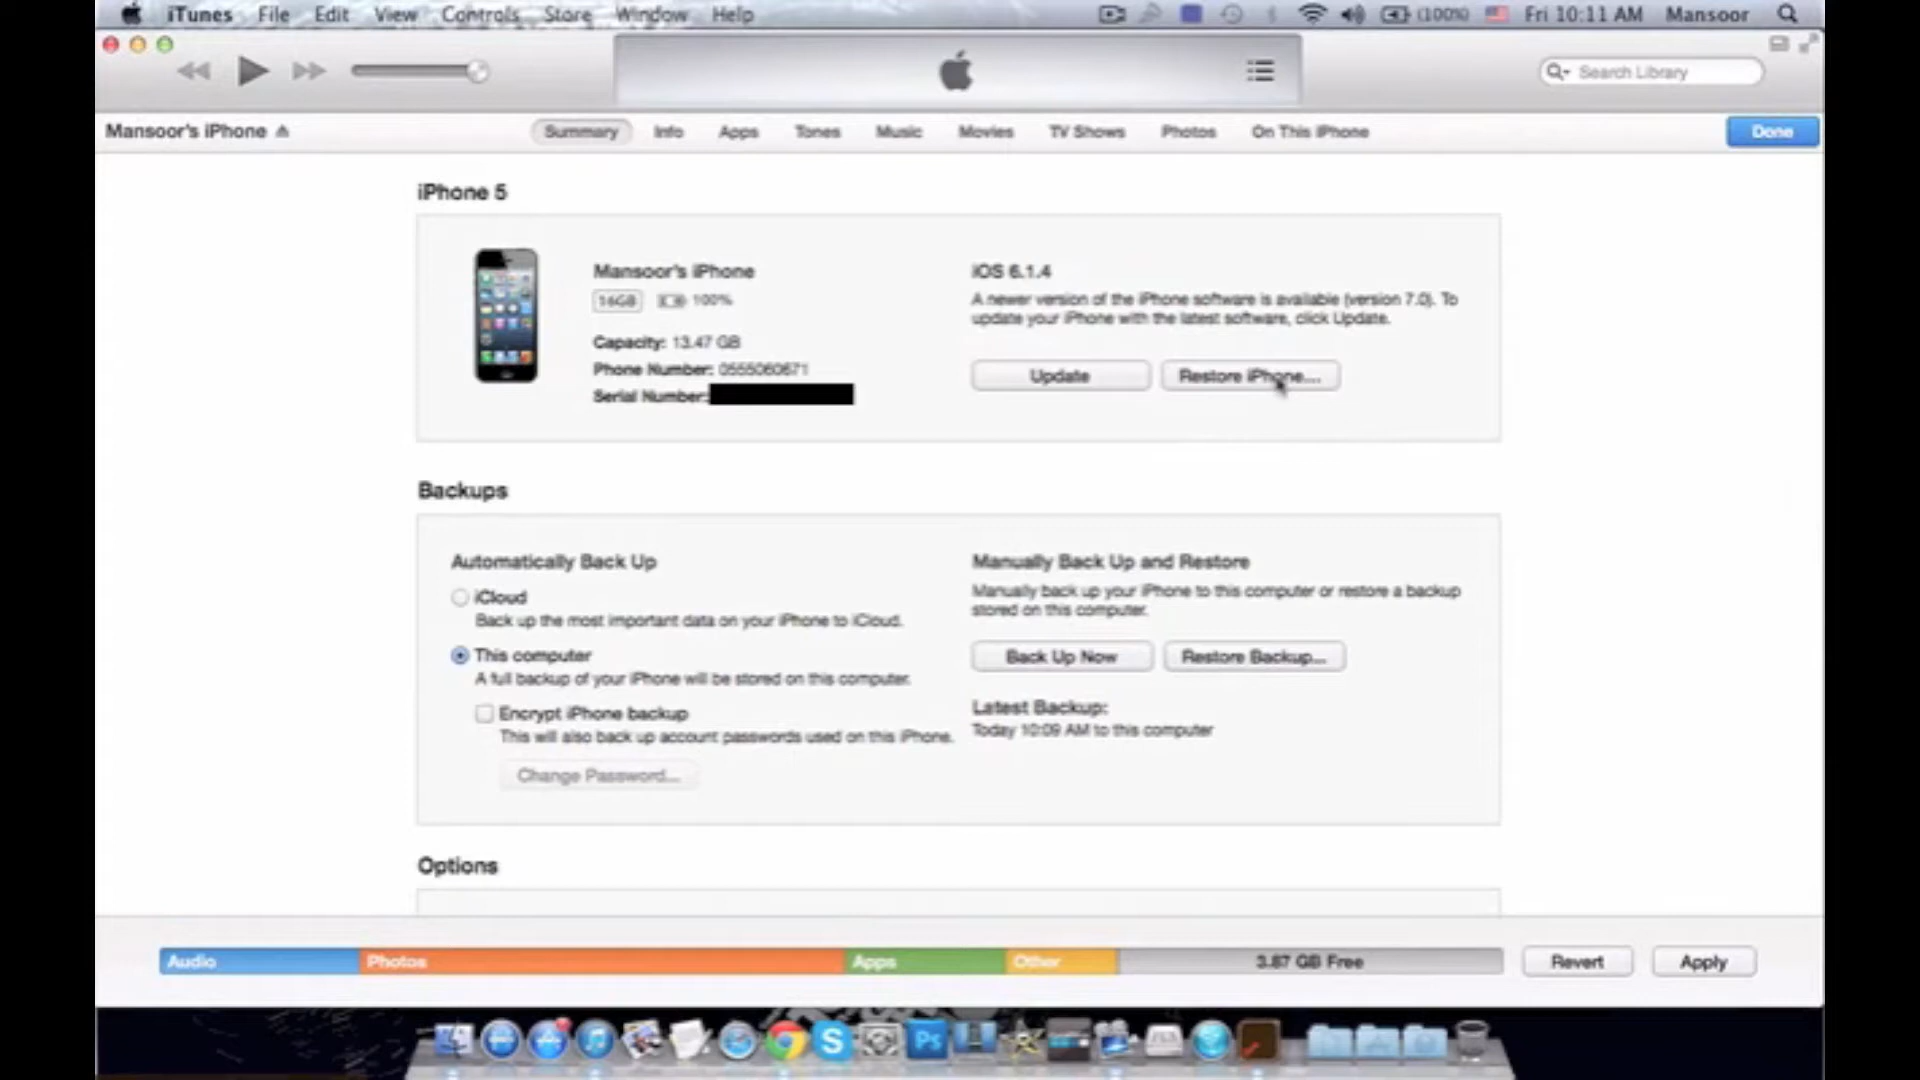 iTunes File Edit View Controls Store Window Help
(100%) Fri 10:11 AM Mansoor
Search Library
Mansoor's iPhone
Summary Info Apps Tones Music Movies TV Shows Photos On This iPhone
Done
iPhone 5
Mansoor's iPhone
16GB 100%
Capacity: 13.47 GB
Phone Number: 0555060671
Serial Number:
iOS 6.1.4
A newer version of the iPhone software is available (version 7.0). To
update your iPhone with the latest software, click Update.
Update
Restore iPhone...
Backups
Automatically Back Up
iCloud
Back up the most important data on your iPhone to iCloud.
This computer
A full backup of your iPhone will be stored on this computer.
Encrypt iPhone backup
This will also back up account passwords used on this iPhone.
Change Password...
Manually Back Up and Restore
Manually back up your iPhone to this computer or restore a backup
stored on this computer.
Back Up Now
Restore Backup...
Latest Backup:
Today 10:09 AM to this computer
Options
Audio Photos Apps Other 3.87 GB Free
Revert
Apply
Ps